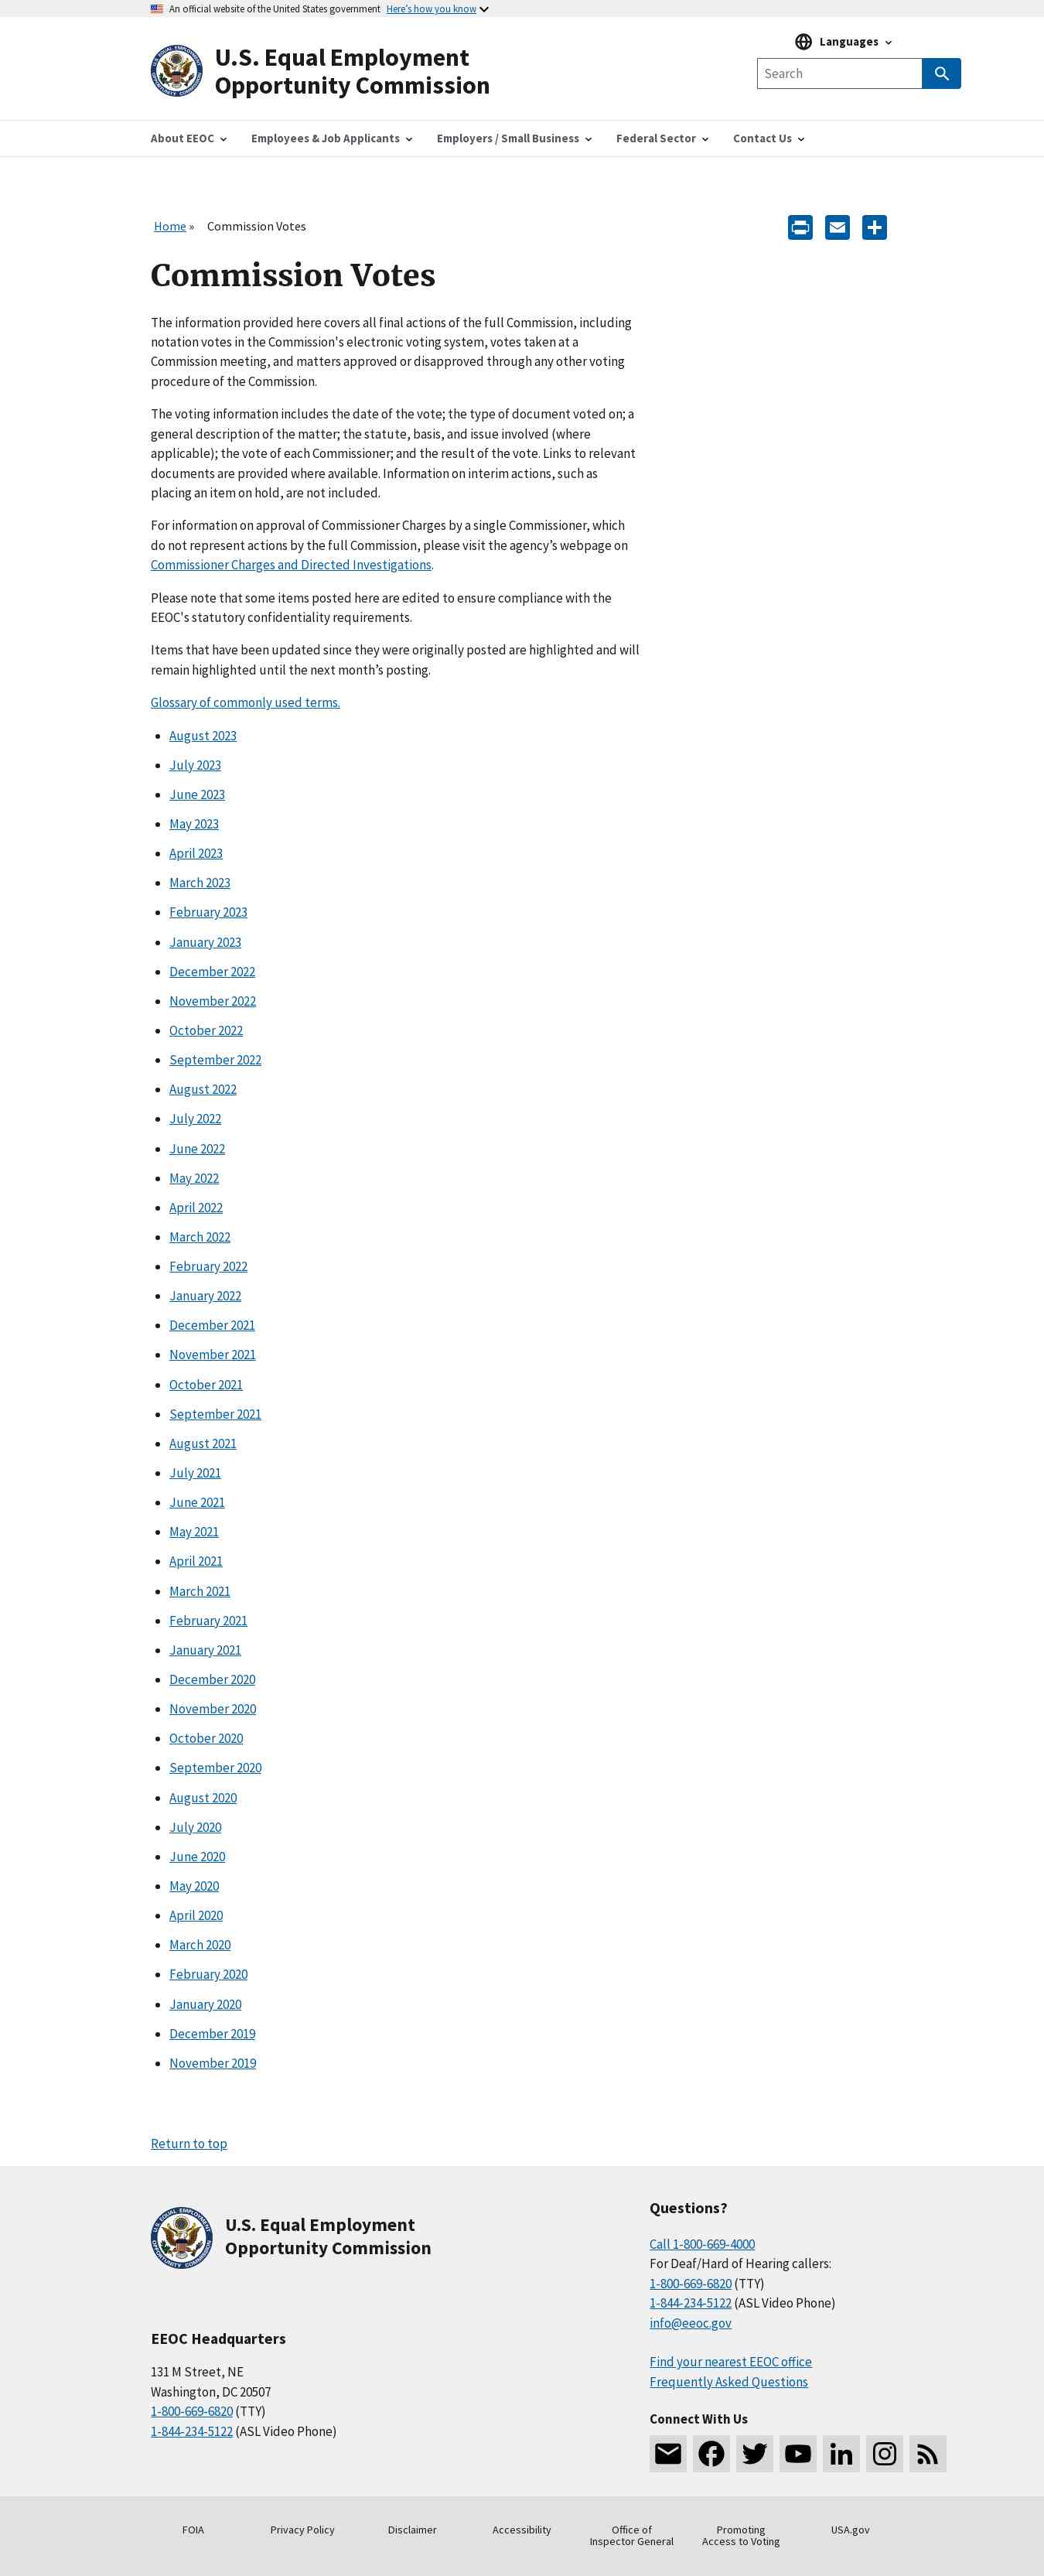 An official website of the United States government Here's how you know
Languages
U.S. Equal Employment
Opportunity Commission
Search
About EEOC Employees & Job Applicants Employers / Small Business Federal Sector Contact Us
Home » Commission Votes
Commission Votes
The information provided here covers all final actions of the full Commission, including
notation votes in the Commission's electronic voting system, votes taken at a
Commission meeting, and matters approved or disapproved through any other voting
procedure of the Commission.
The voting information includes the date of the vote; the type of document voted on; a
general description of the matter; the statute, basis, and issue involved (where
applicable); the vote of each Commissioner; and the result of the vote. Links to relevant
documents are provided where available. Information on interim actions, such as
placing an item on hold, are not included.
For information on approval of Commissioner Charges by a single Commissioner, which
do not represent actions by the full Commission, please visit the agency’s webpage on
Commissioner Charges and Directed Investigations.
Please note that some items posted here are edited to ensure compliance with the
EEOC's statutory confidentiality requirements.
Items that have been updated since they were originally posted are highlighted and will
remain highlighted until the next month’s posting.
Glossary of commonly used terms.
August 2023
July 2023
June 2023
May 2023
April 2023
March 2023
February 2023
January 2023
December 2022
November 2022
October 2022
September 2022
August 2022
July 2022
June 2022
May 2022
April 2022
March 2022
February 2022
January 2022
December 2021
November 2021
October 2021
September 2021
August 2021
July 2021
June 2021
May 2021
April 2021
March 2021
February 2021
January 2021
December 2020
November 2020
October 2020
September 2020
August 2020
July 2020
June 2020
May 2020
April 2020
March 2020
February 2020
January 2020
December 2019
November 2019
Return to top
U.S. Equal Employment
Opportunity Commission
EEOC Headquarters
131 M Street, NE
Washington, DC 20507
1-800-669-6820 (TTY)
1-844-234-5122 (ASL Video Phone)
Questions?
Call 1-800-669-4000
For Deaf/Hard of Hearing callers:
1-800-669-6820 (TTY)
1-844-234-5122 (ASL Video Phone)
info@eeoc.gov
Find your nearest EEOC office
Frequently Asked Questions
Connect With Us
FOIA Privacy Policy Disclaimer Accessibility Office of Promoting USA.gov
Inspector General Access to Voting